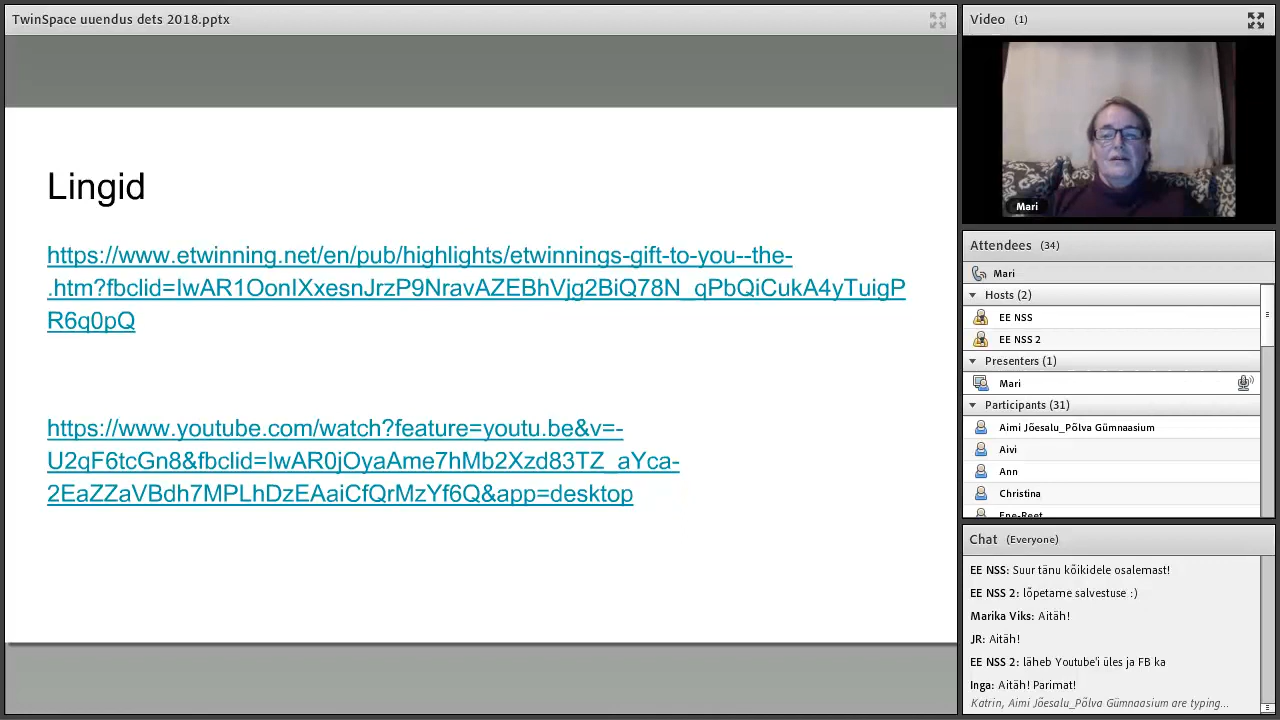 TwinSpace uuendus dets 2018.pptx
Lingid
https://www.etwinning.net/en/pub/highlights/etwinnings-gift-to-you--the-
.htm?fbclid=IwAR1OonIXxesnJrzP9NravAZEBhVjg2BiQ78N_qPbQiCukA4yTuigP
R6q0pQ
https://www.youtube.com/watch?feature=youtu.be&v=-
U2qF6tcGn8&fbclid=IwAR0jOyaAme7hMb2Xzd83TZ_aYca-
2EaZZaVBdh7MPLhDzEAaiCfQrMzYf6Q&app=desktop
Video (1)
Mari
Attendees (34)
Mari
Hosts (2)
EE NSS
EE NSS 2
Presenters (1)
Mari
Participants (31)
Aimi Jõesalu_Põlva Gümnaasium
Aivi
Ann
Christina
Ene-Reet
Chat (Everyone)
EE NSS: Suur tänu kõikidele osalemast!
EE NSS 2: lõpetame salvestuse :)
Marika Viks: Aitäh!
JR: Aitäh!
EE NSS 2: läheb Youtube'i üles ja FB ka
Inga: Aitäh! Parimat!
Katrin, Aimi Jõesalu_Põlva Gümnaasium are typing...